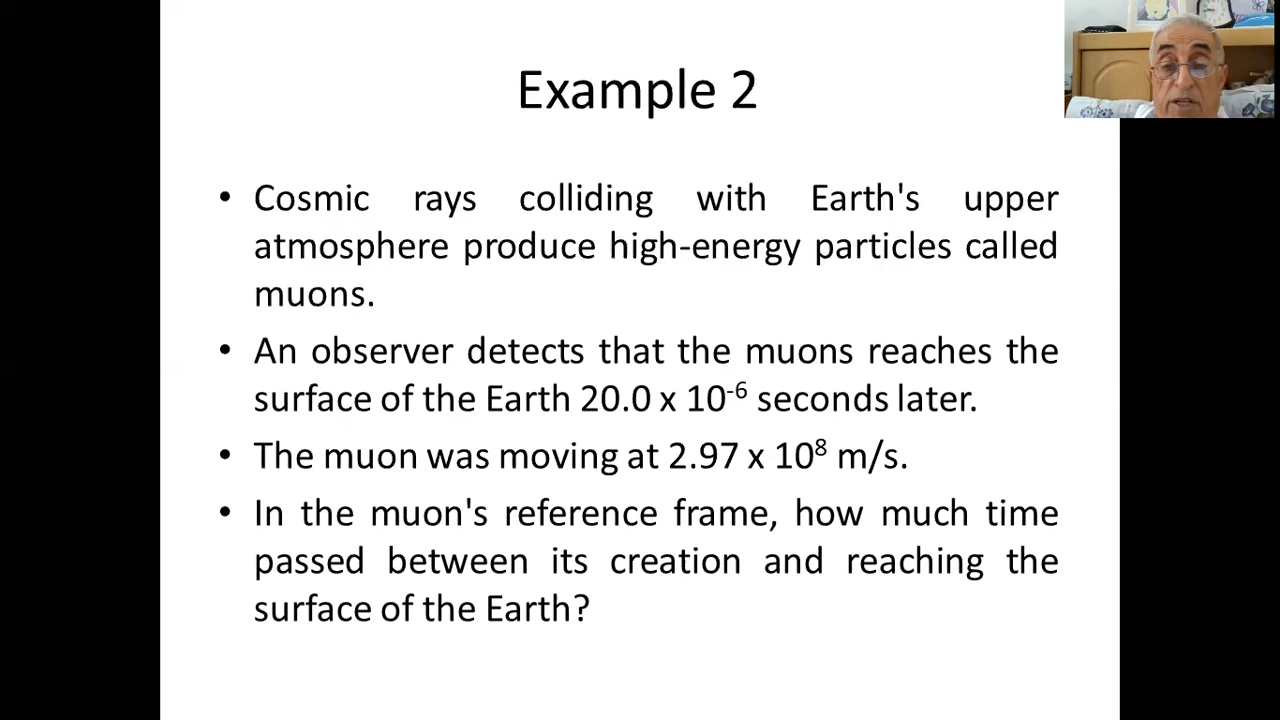 Example 2
• Cosmic rays colliding with Earth's upper
atmosphere produce high-energy particles called
muons.
• An observer detects that the muons reaches the
surface of the Earth 20.0 x 10⁻⁶ seconds later.
• The muon was moving at 2.97 x 10⁸ m/s.
• In the muon's reference frame, how much time
passed between its creation and reaching the
surface of the Earth?